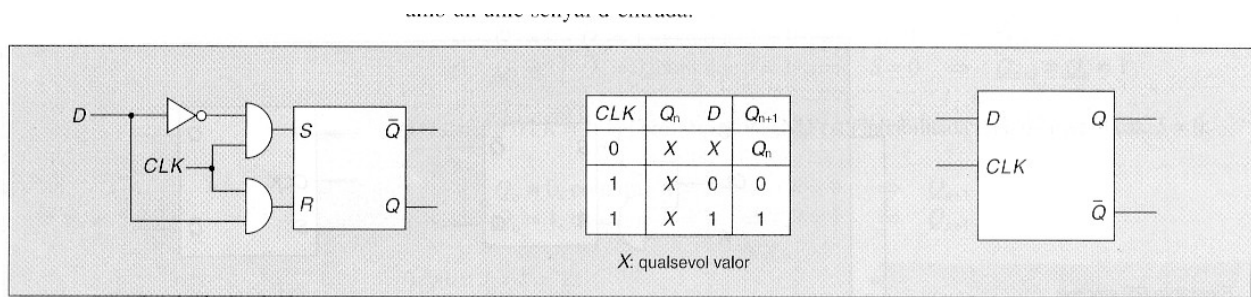 D
CLK
S Q̄
R Q
CLK Qn D Qn+1
0 X X Qn
1 X 0 0
1 X 1 1
X: qualsevol valor
D Q
CLK
Q̄